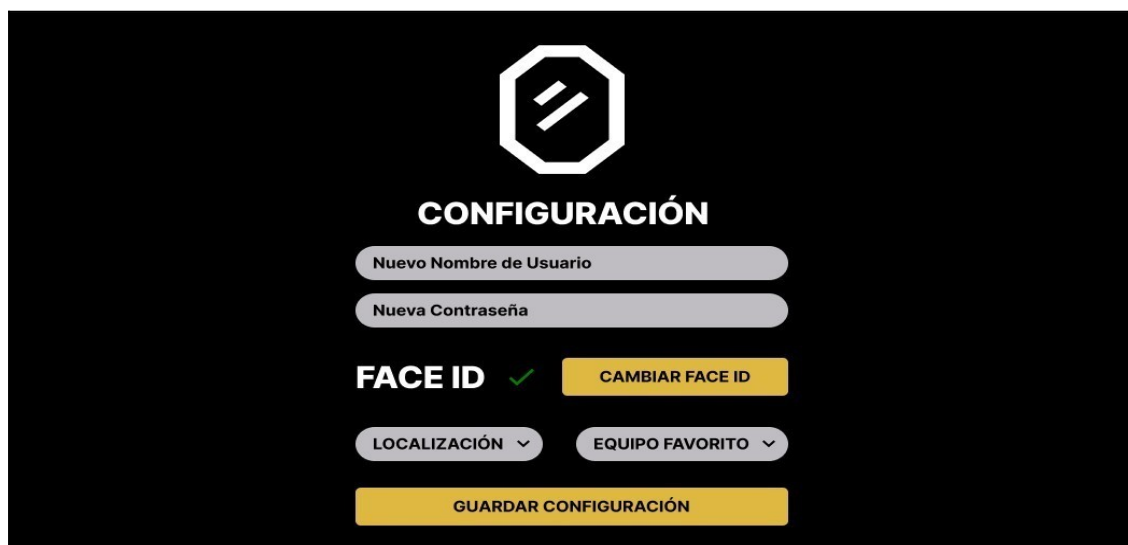 CONFIGURACIÓN
Nuevo Nombre de Usuario
Nueva Contraseña
FACE ID CAMBIAR FACE ID
LOCALIZACIÓN EQUIPO FAVORITO
GUARDAR CONFIGURACIÓN